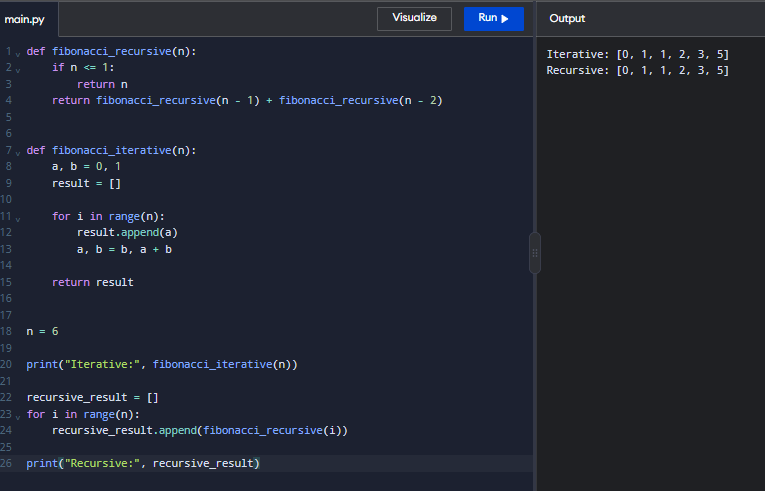 main.py Visualize Run Output
1 def fibonacci_recursive(n):
2     if n <= 1:
3         return n
4     return fibonacci_recursive(n - 1) + fibonacci_recursive(n - 2)
5
6
7 def fibonacci_iterative(n):
8     a, b = 0, 1
9     result = []
10
11     for i in range(n):
12         result.append(a)
13         a, b = b, a + b
14
15     return result
16
17
18 n = 6
19
20 print("Iterative:", fibonacci_iterative(n))
21
22 recursive_result = []
23 for i in range(n):
24     recursive_result.append(fibonacci_recursive(i))
25
26 print("Recursive:", recursive_result)
Iterative: [0, 1, 1, 2, 3, 5]
Recursive: [0, 1, 1, 2, 3, 5]